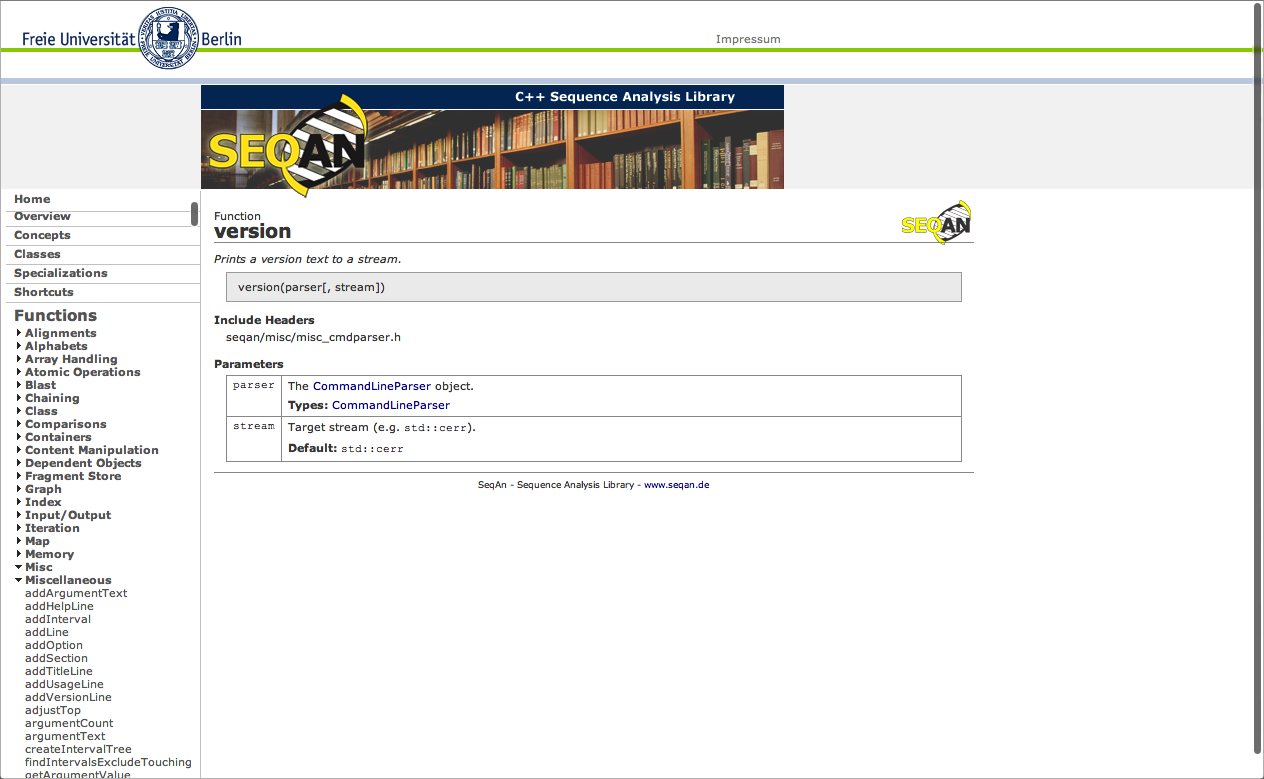 Freie Universität Berlin
Impressum
C++ Sequence Analysis Library
SEQAN
Home
Overview
Concepts
Classes
Specializations
Shortcuts
Functions
Alignments
Alphabets
Array Handling
Atomic Operations
Blast
Chaining
Class
Comparisons
Containers
Content Manipulation
Dependent Objects
Fragment Store
Graph
Index
Input/Output
Iteration
Map
Memory
Misc
Miscellaneous
addArgumentText
addHelpLine
addInterval
addLine
addOption
addSection
addTitleLine
addUsageLine
addVersionLine
adjustTop
argumentCount
argumentText
createIntervalTree
findIntervalsExcludeTouching
getArgumentValue
Function
version
SEQAN
Prints a version text to a stream.
version(parser[, stream])
Include Headers
seqan/misc/misc_cmdparser.h
Parameters
parser The CommandLineParser object.
Types: CommandLineParser
stream Target stream (e.g. std::cerr).
Default: std::cerr
SeqAn - Sequence Analysis Library - www.seqan.de